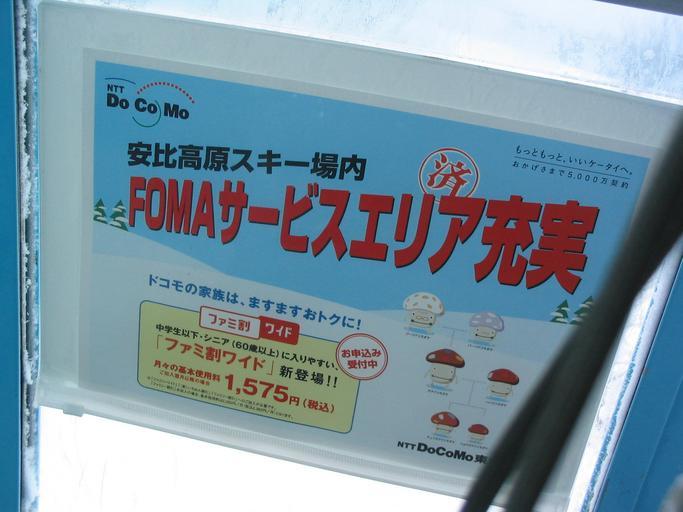 NTT
DoCoMo
もっともっと、いいケータイへ。
おかげさまで5,000万契約
安比高原スキー場内
済
FOMAサービスエリア充実
ドコモの家族は、ますますおトクに!
ファミ割 ワイド
中学生以下・シニア(60歳以上)に入りやすい、
「ファミ割ワイド」新登場!!
お申込み
受付中
月々の基本使用料
1,575円(税込)
NTT DoCoMo 東